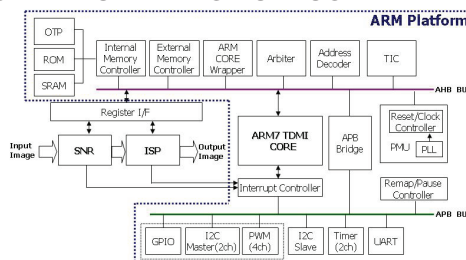 ARM Platform
OTP
ROM
SRAM
Internal
Memory
Controller
External
Memory
Controller
ARM
CORE
Wrapper
Arbiter
Address
Decoder
TIC
AHB BU
Register I/F
Input
Image
SNR
ISP
Output
Image
ARM7 TDMI
CORE
APB
Bridge
Reset/Clock
Controller
PMU
PLL
Interrupt Controller
Remap/Pause
Controller
APB BU
GPIO
I2C
Master(2ch)
PWM
(4ch)
I2C
Slave
Timer
(2ch)
UART